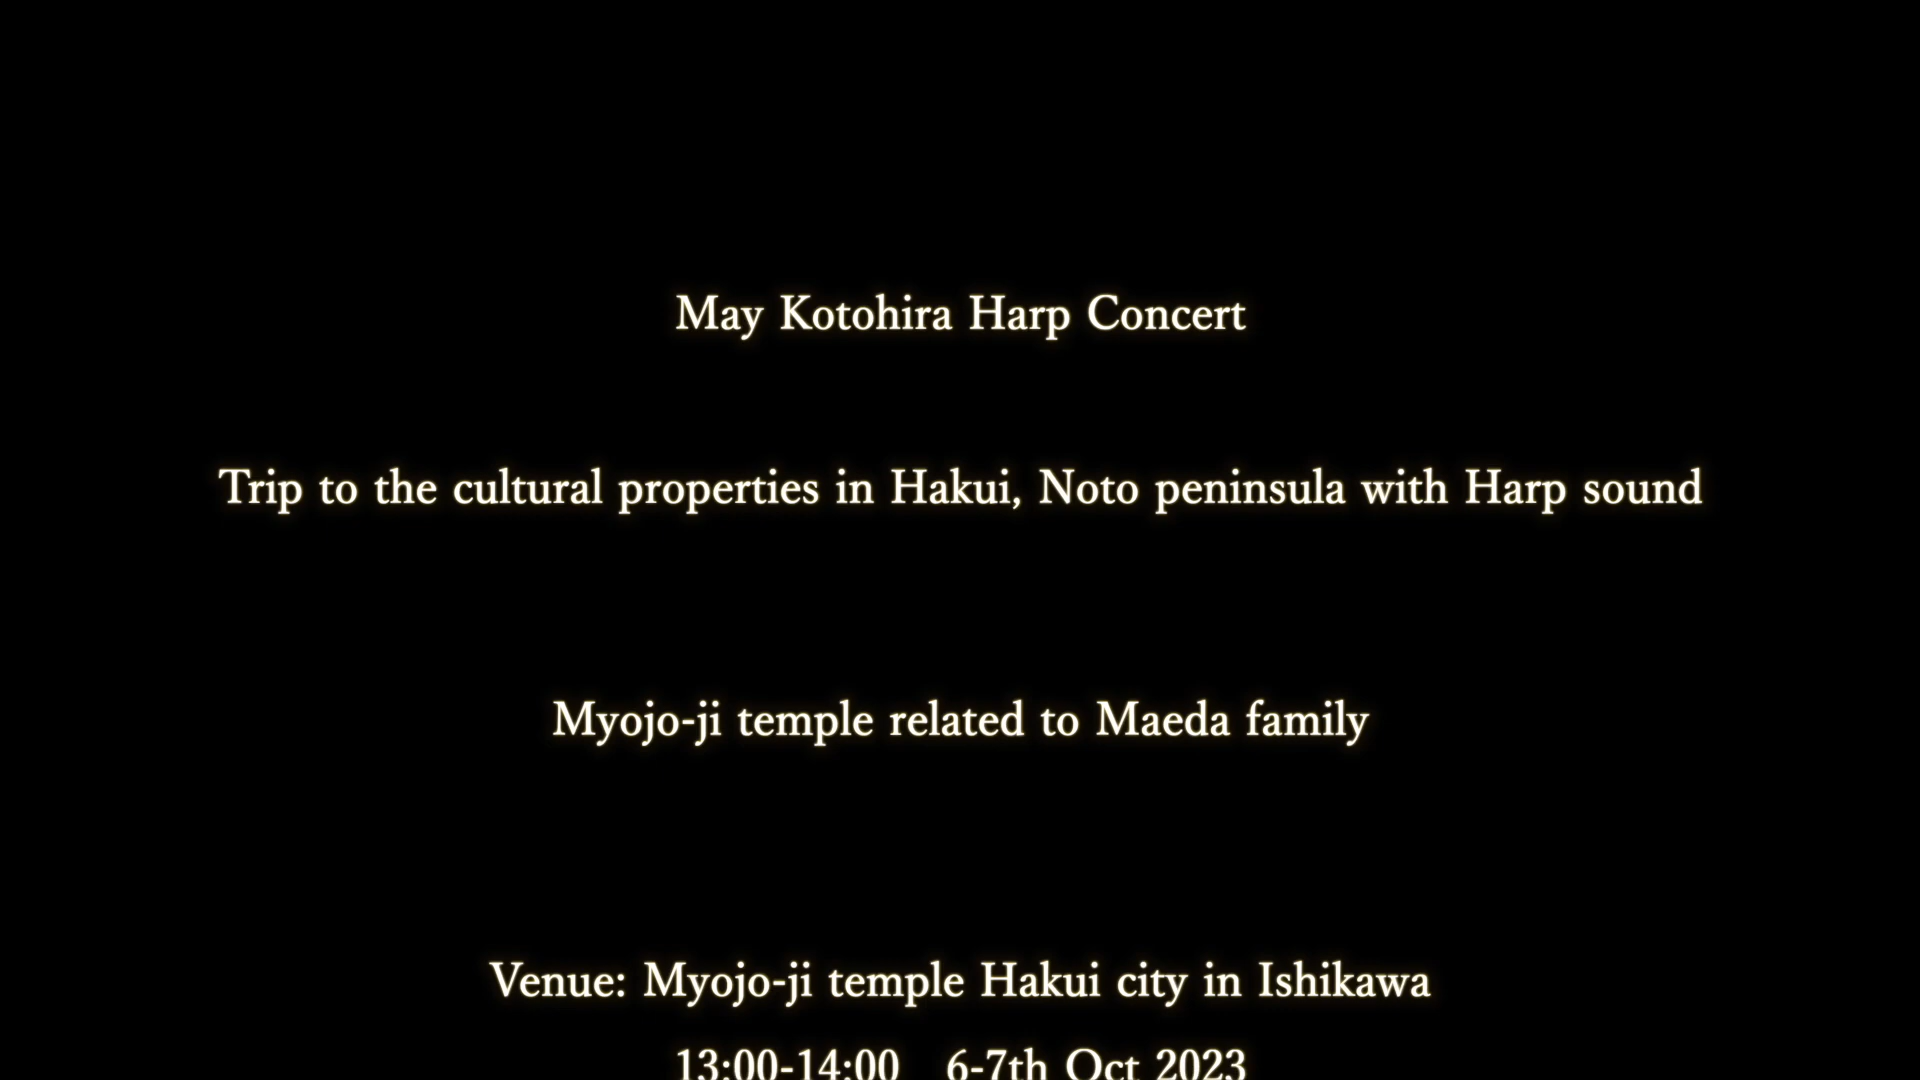 May Kotohira Harp Concert
Trip to the cultural properties in Hakui, Noto peninsula with Harp sound
Myojo-ji temple related to Maeda family
Venue: Myojo-ji temple Hakui city in Ishikawa
13:00-14:00 6-7th Oct 2023